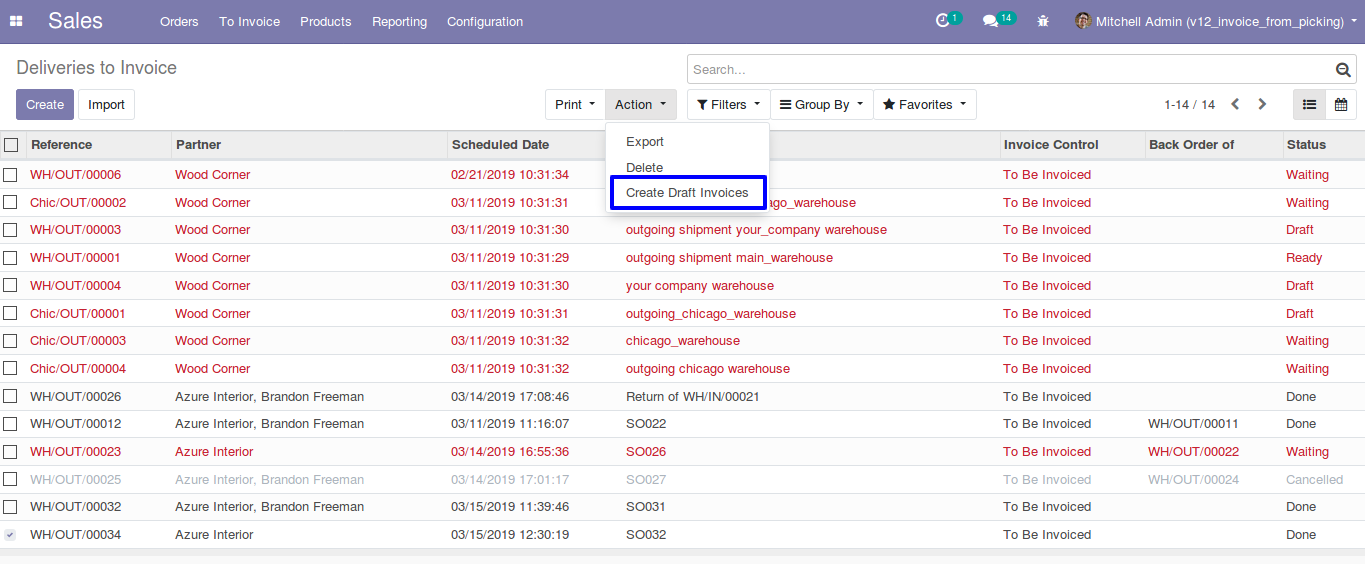 Sales Orders To Invoice Products Reporting Configuration 1 14 Mitchell Admin (v12_invoice_from_picking)
Deliveries to Invoice Search...
Create Import Print Action Filters Group By Favorites 1-14 / 14
Reference Partner Scheduled Date Invoice Control Back Order of Status
Export
Delete
Create Draft Invoices
WH/OUT/00006 Wood Corner 02/21/2019 10:31:34 To Be Invoiced Waiting
Chic/OUT/00002 Wood Corner 03/11/2019 10:31:31 ago_warehouse To Be Invoiced Waiting
WH/OUT/00003 Wood Corner 03/11/2019 10:31:30 outgoing shipment your_company warehouse To Be Invoiced Draft
WH/OUT/00001 Wood Corner 03/11/2019 10:31:29 outgoing shipment main_warehouse To Be Invoiced Ready
WH/OUT/00004 Wood Corner 03/11/2019 10:31:30 your company warehouse To Be Invoiced Draft
Chic/OUT/00001 Wood Corner 03/11/2019 10:31:31 outgoing_chicago_warehouse To Be Invoiced Draft
Chic/OUT/00003 Wood Corner 03/11/2019 10:31:32 chicago_warehouse To Be Invoiced Waiting
Chic/OUT/00004 Wood Corner 03/11/2019 10:31:32 outgoing chicago warehouse To Be Invoiced Waiting
WH/OUT/00026 Azure Interior, Brandon Freeman 03/14/2019 17:08:46 Return of WH/IN/00021 To Be Invoiced Done
WH/OUT/00012 Azure Interior, Brandon Freeman 03/11/2019 11:16:07 SO022 To Be Invoiced WH/OUT/00011 Done
WH/OUT/00023 Azure Interior 03/14/2019 16:55:36 SO026 To Be Invoiced WH/OUT/00022 Waiting
WH/OUT/00025 Azure Interior, Brandon Freeman 03/14/2019 17:01:17 SO027 To Be Invoiced WH/OUT/00024 Cancelled
WH/OUT/00032 Azure Interior, Brandon Freeman 03/15/2019 11:39:46 SO031 To Be Invoiced Done
WH/OUT/00034 Azure Interior 03/15/2019 12:30:19 SO032 To Be Invoiced Done